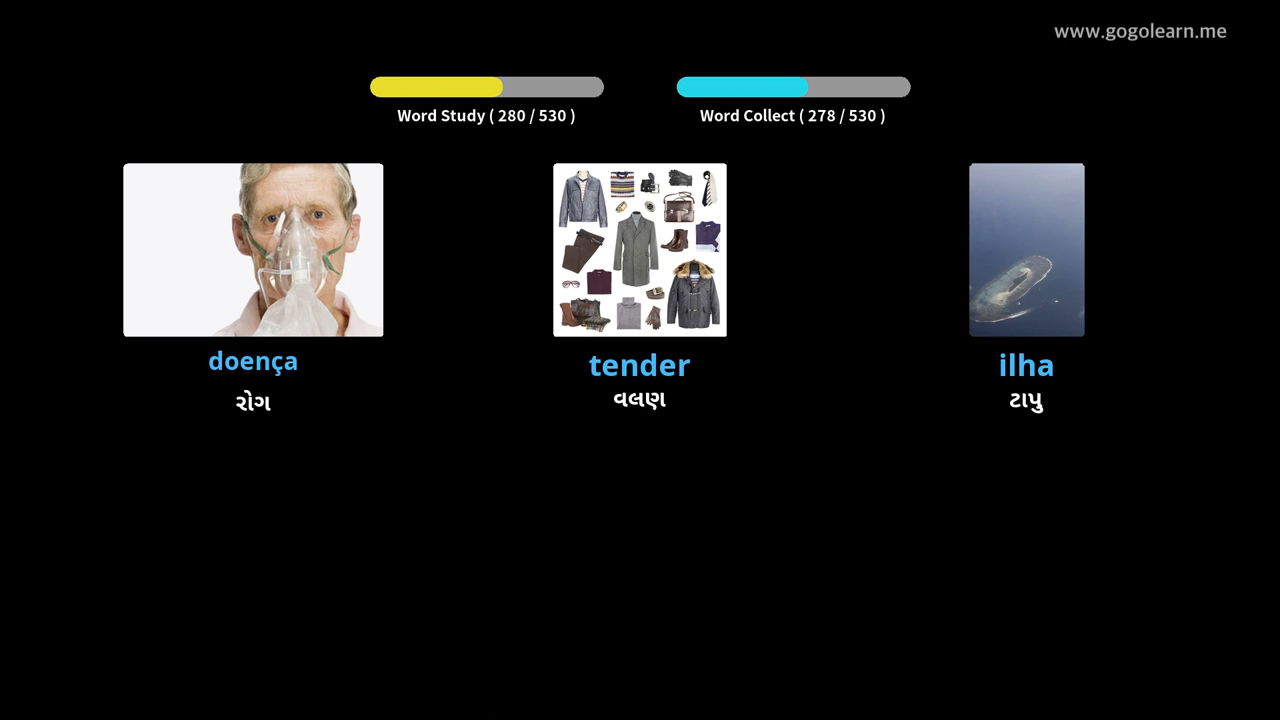 www.gogolearn.me
Word Study ( 280 / 530 )
Word Collect ( 278 / 530 )
doença
tender
ilha
રોગ
વલણ
ટાપુ